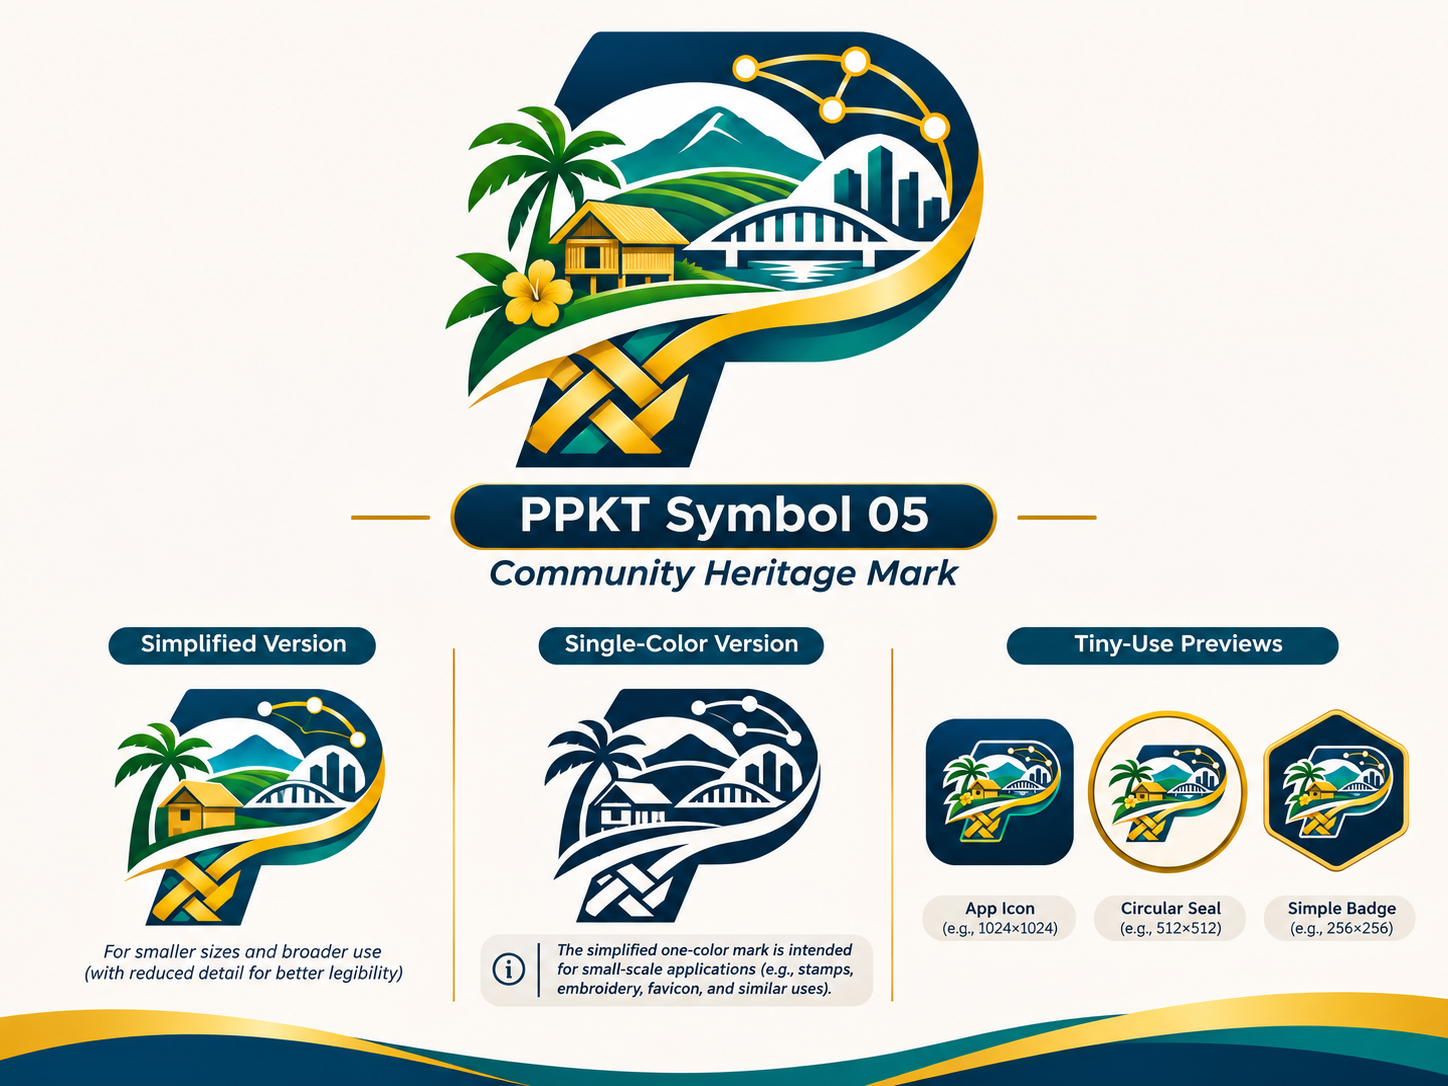 PPKT Symbol 05
Community Heritage Mark
Simplified Version
For smaller sizes and broader use
(with reduced detail for better legibility)
Single-Color Version
The simplified one-color mark is intended
for small-scale applications (e.g., stamps,
embroidery, favicon, and similar uses).
Tiny-Use Previews
App Icon
(e.g., 1024×1024)
Circular Seal
(e.g., 512×512)
Simple Badge
(e.g., 256×256)